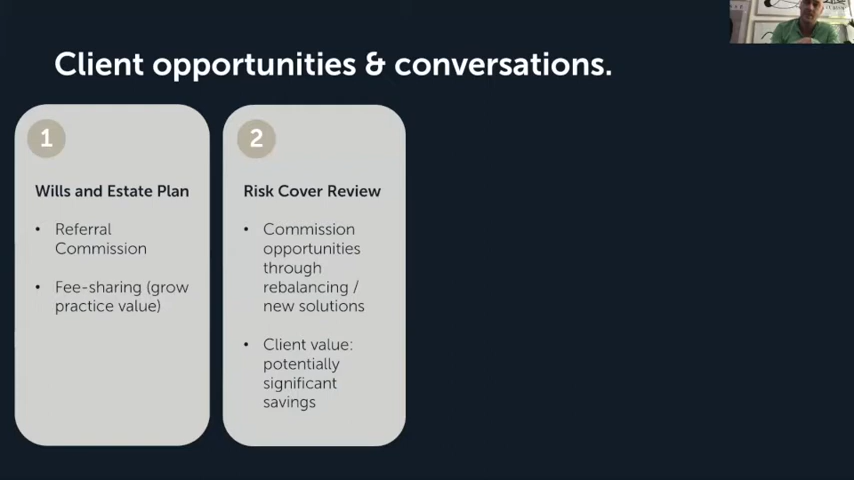 Client opportunities & conversations.
1
Wills and Estate Plan
• Referral
Commission
• Fee-sharing (grow
practice value)
2
Risk Cover Review
• Commission
opportunities
through
rebalancing /
new solutions
• Client value:
potentially
significant
savings